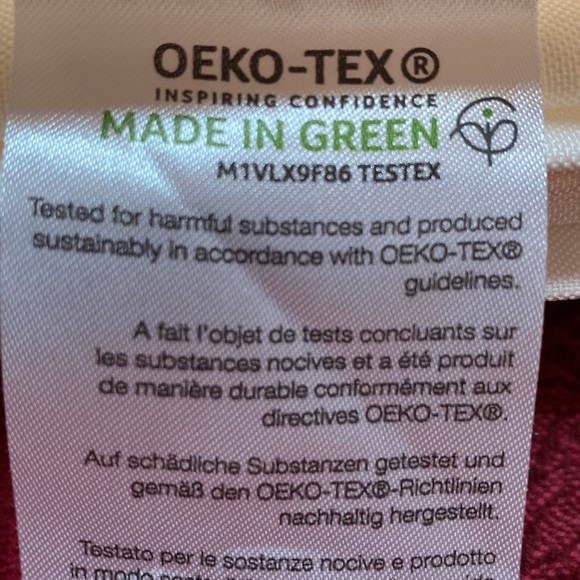 OEKO-TEX®
INSPIRING CONFIDENCE
MADE IN GREEN
M1VLX9F86 TESTEX
Tested for harmful substances and produced
sustainably in accordance with OEKO-TEX®
guidelines.
A fait l'objet de tests concluants sur
les substances nocives et a été produit
de manière durable conformément aux
directives OEKO-TEX®.
Auf schädliche Substanzen getestet und
gemäß den OEKO-TEX®-Richtlinien
nachhaltig hergestellt.
Testato per le sostanze nocive e prodotto
in modo